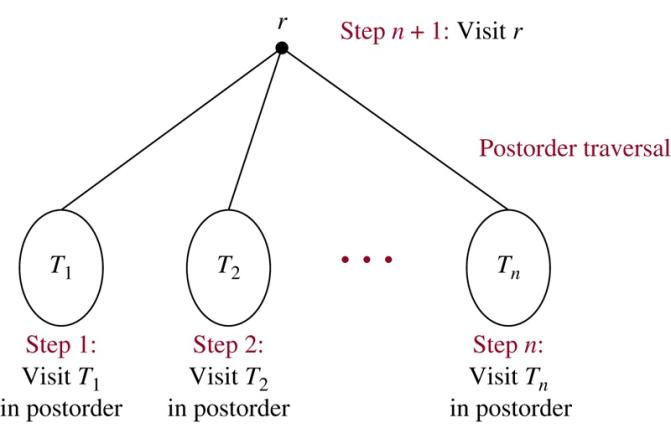 r
Step n + 1: Visit r
Postorder traversal
T₁
T₂
• • •
Tₙ
Step 1:
Visit T₁
in postorder
Step 2:
Visit T₂
in postorder
Step n:
Visit Tₙ
in postorder